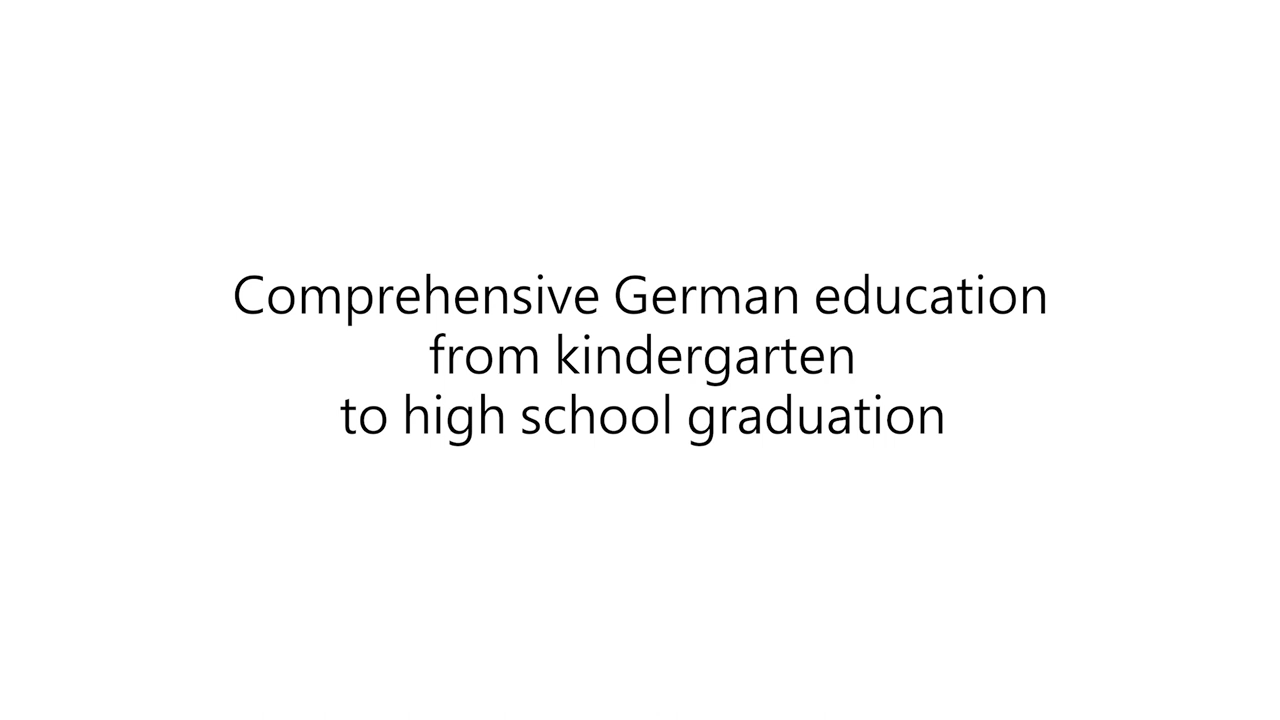 Comprehensive German education
from kindergarten
to high school graduation